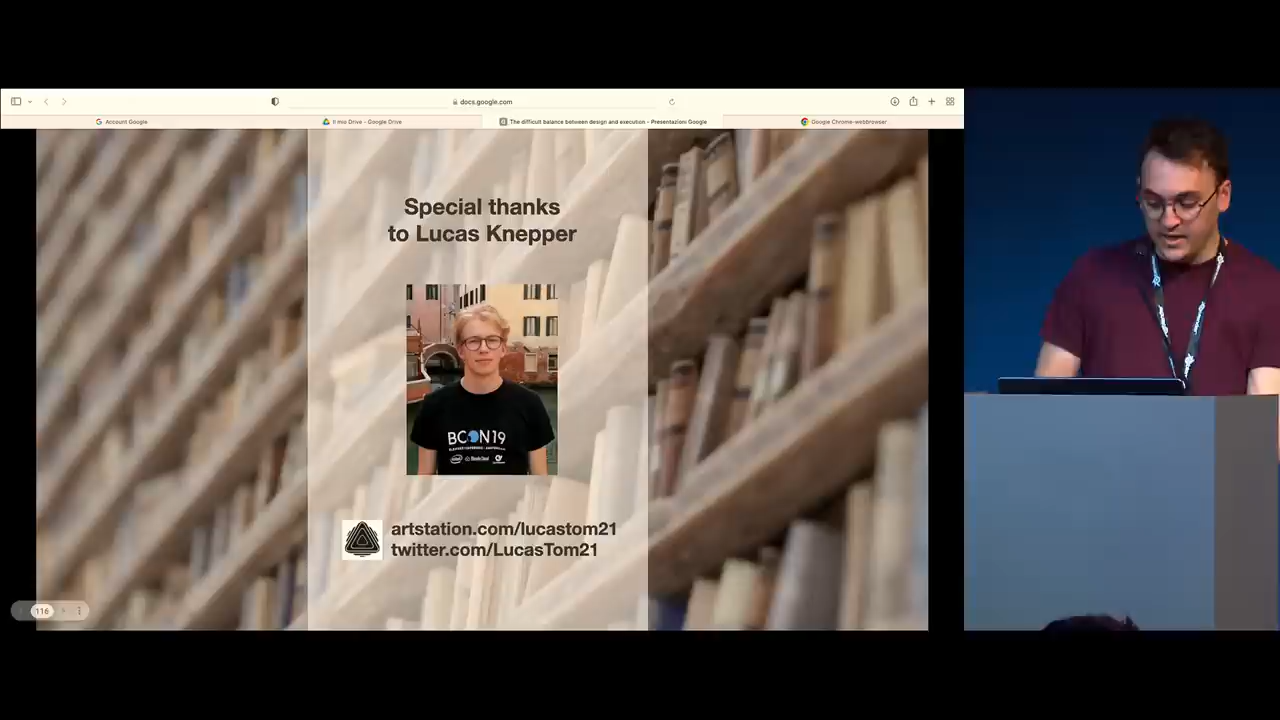 docs.google.com
Account Google
Il mio Drive - Google Drive
The difficult balance between design and execution - Presentazioni Google
Google Chrome-webbrowser
Special thanks
to Lucas Knepper
BCON19
artstation.com/lucastom21
twitter.com/LucasTom21
116